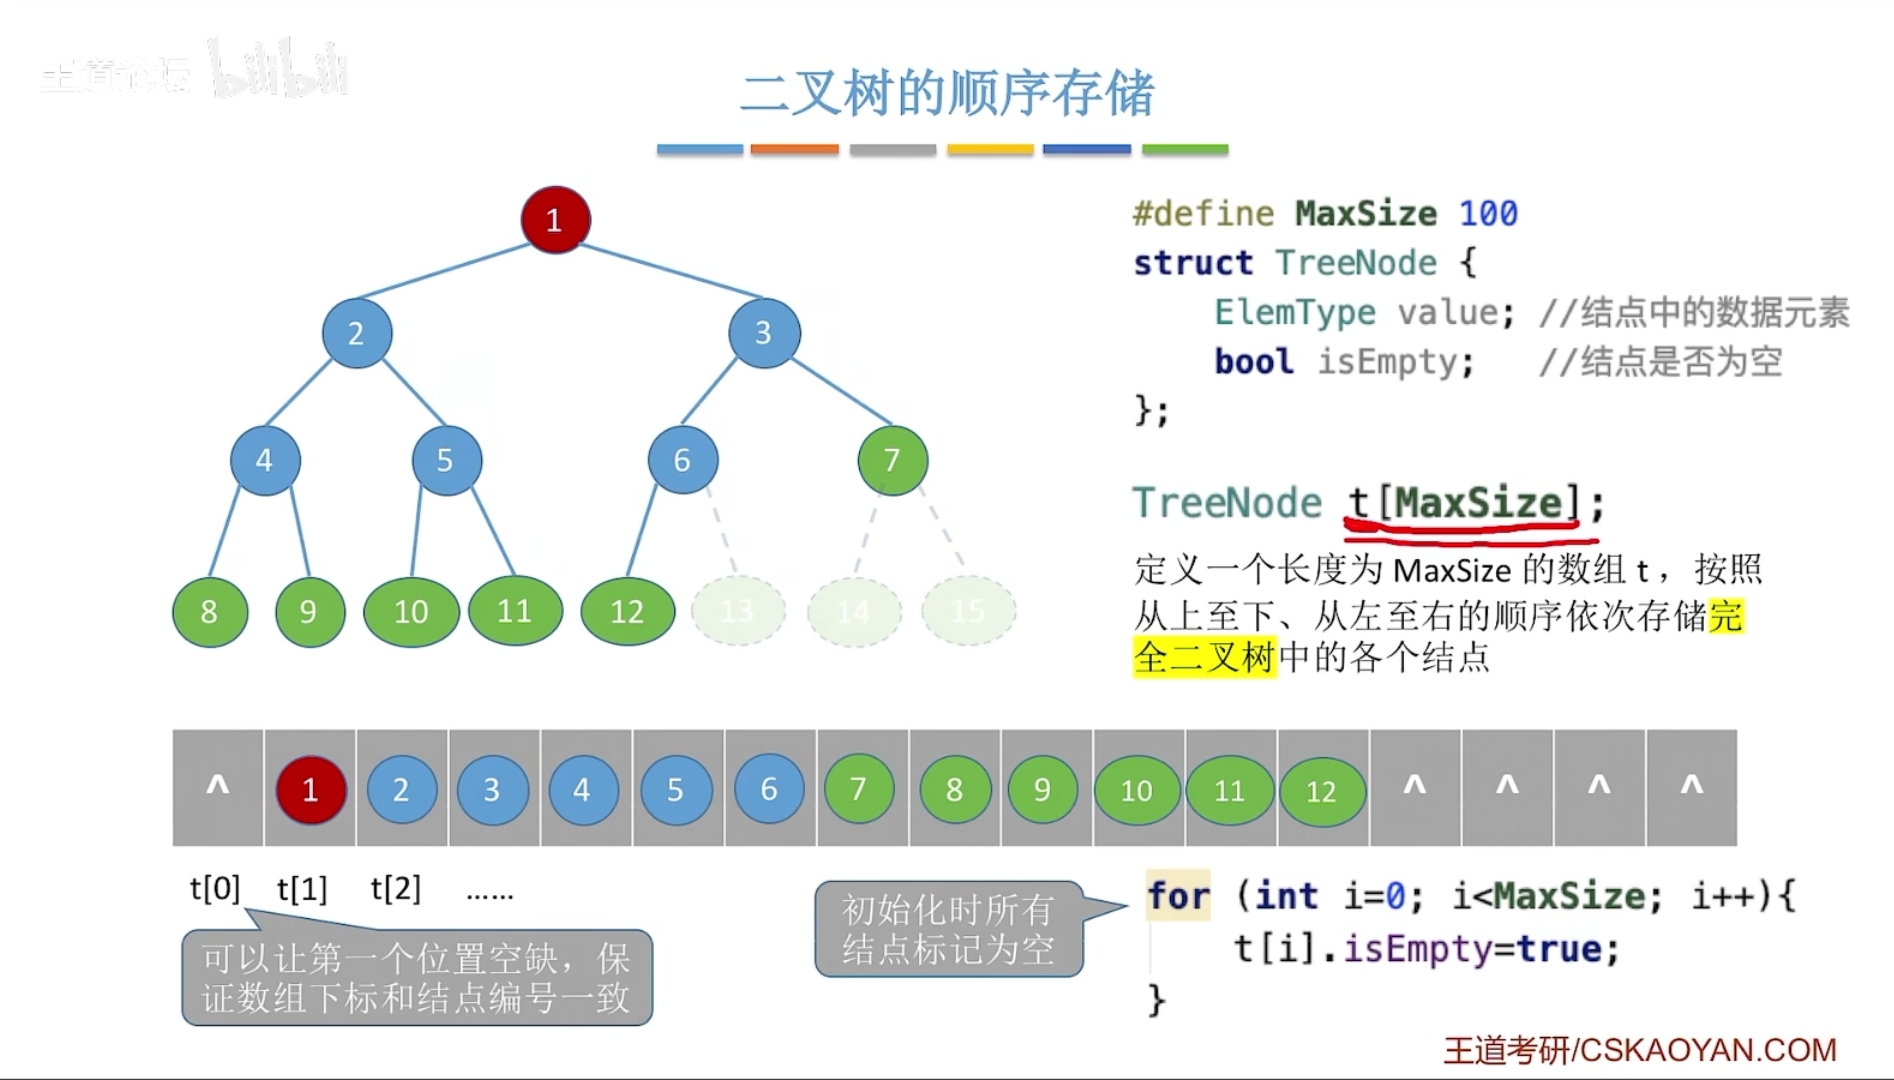 王道论坛 bilibili
二叉树的顺序存储
1
2 3
4 5 6 7
8 9 10 11 12 13 14 15
#define MaxSize 100
struct TreeNode {
ElemType value; //结点中的数据元素
bool isEmpty; //结点是否为空
};
TreeNode t[MaxSize];
定义一个长度为 MaxSize 的数组 t ，按照
从上至下、从左至右的顺序依次存储完
全二叉树中的各个结点
^ 1 2 3 4 5 6 7 8 9 10 11 12 ^ ^ ^ ^
t[0] t[1] t[2] ……
可以让第一个位置空缺，保
证数组下标和结点编号一致
初始化时所有
结点标记为空
for (int i=0; i<MaxSize; i++){
t[i].isEmpty=true;
}
王道考研/CSKAOYAN.COM